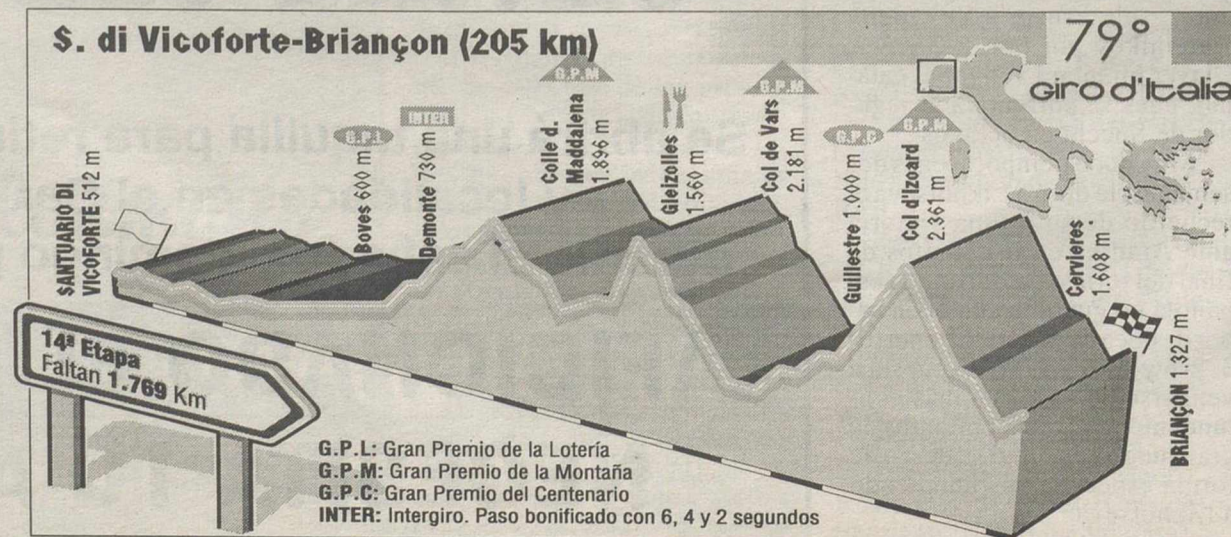 $. di Vicoforte-Briançon (205 km)
79°
Giro d'Italia
SANTUARIO DI
VICOFORTE 512 m
G.P.L
Boves 600 m
INTER
Demonte 730 m
G.P.M
Colle d.
Maddalena
1.896 m
Gleizolles
1.560 m
G.P.M
Col de Vars
2.181 m
G.P.C
Guillestre 1.000 m
G.P.M
Col d'Izoard
2.361 m
Cervieres
1.608 m
BRIANÇON 1.327 m
14ª Etapa
Faltan 1.769 Km
G.P.L: Gran Premio de la Lotería
G.P.M: Gran Premio de la Montaña
G.P.C: Gran Premio del Centenario
INTER: Intergiro. Paso bonificado con 6, 4 y 2 segundos